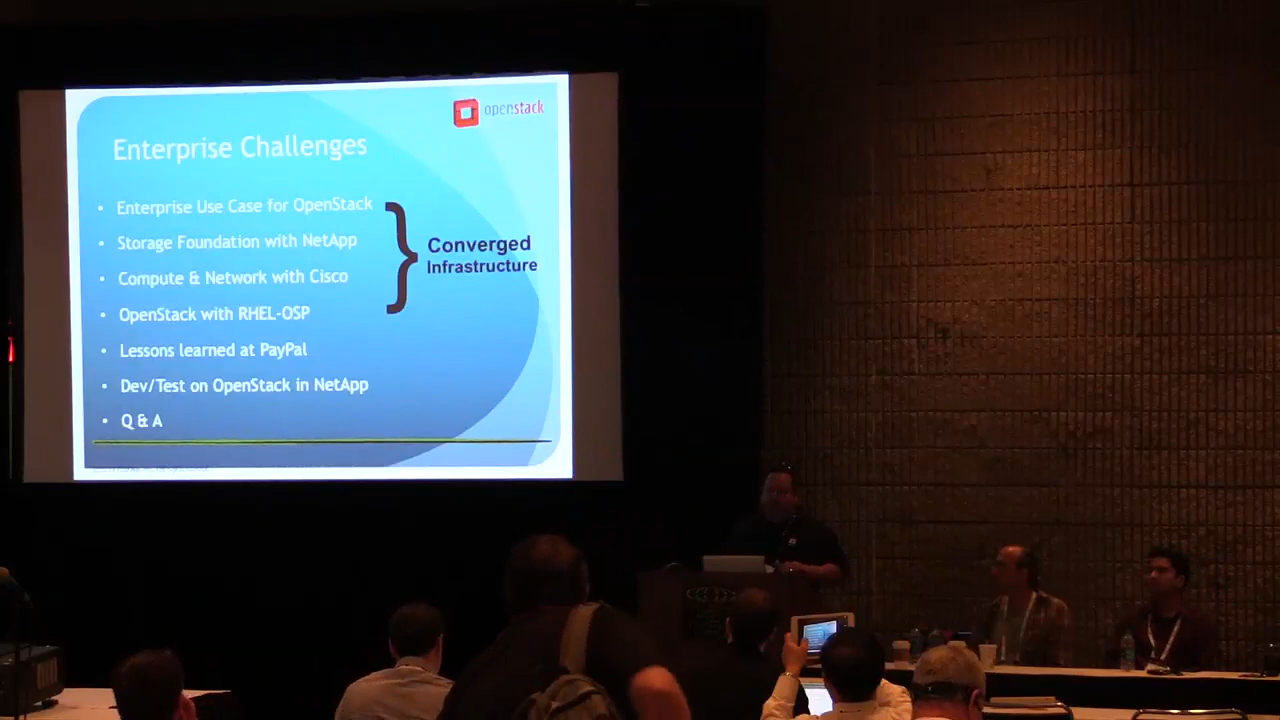 openstack
Enterprise Challenges
• Enterprise Use Case for OpenStack
• Storage Foundation with NetApp
• Compute & Network with Cisco
• OpenStack with RHEL-OSP
• Lessons learned at PayPal
• Dev/Test on OpenStack in NetApp
• Q & A
} Converged
Infrastructure